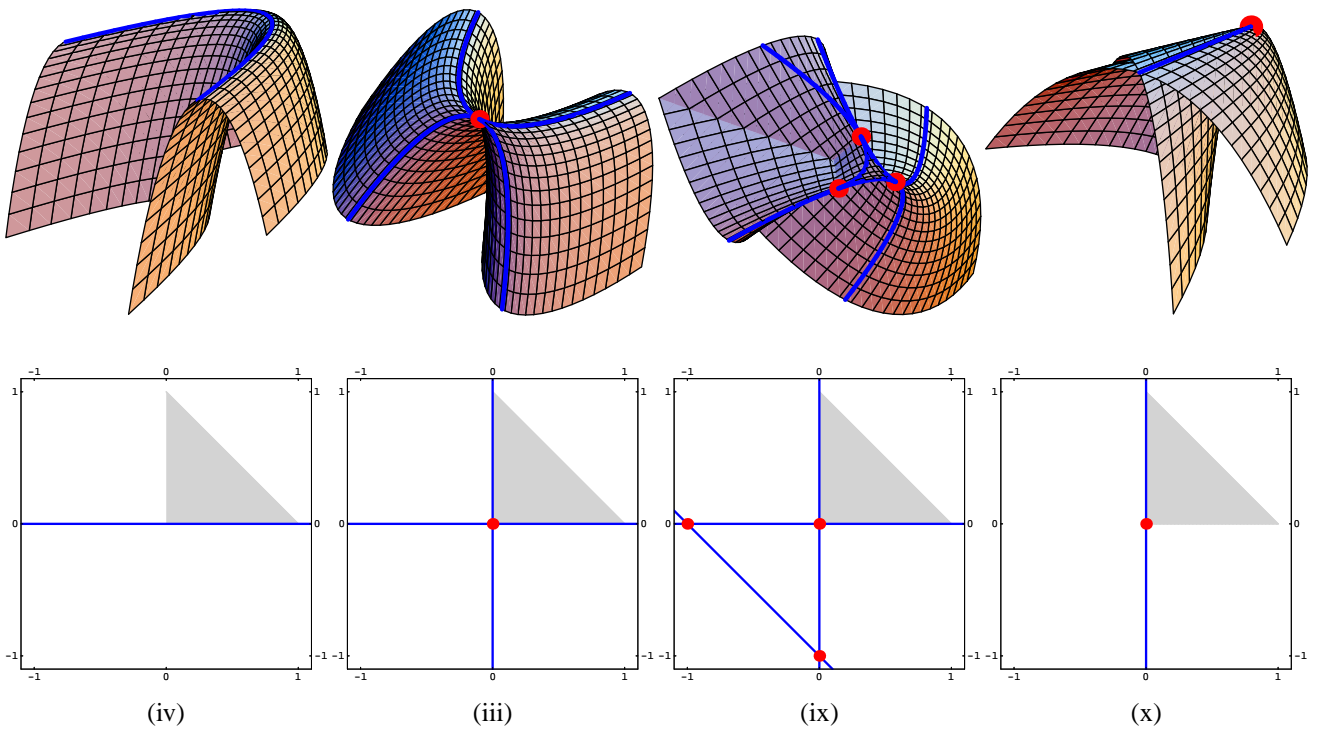 -1 0 1 -1 0 1 -1 0 1 -1 0 1
1 1 1 1 1 1 1 1
0 0 0 0 0 0 0 0
-1 -1 -1 -1 -1 -1 -1 -1
-1 0 1 -1 0 1 -1 0 1 -1 0 1
(iv) (iii) (ix) (x)